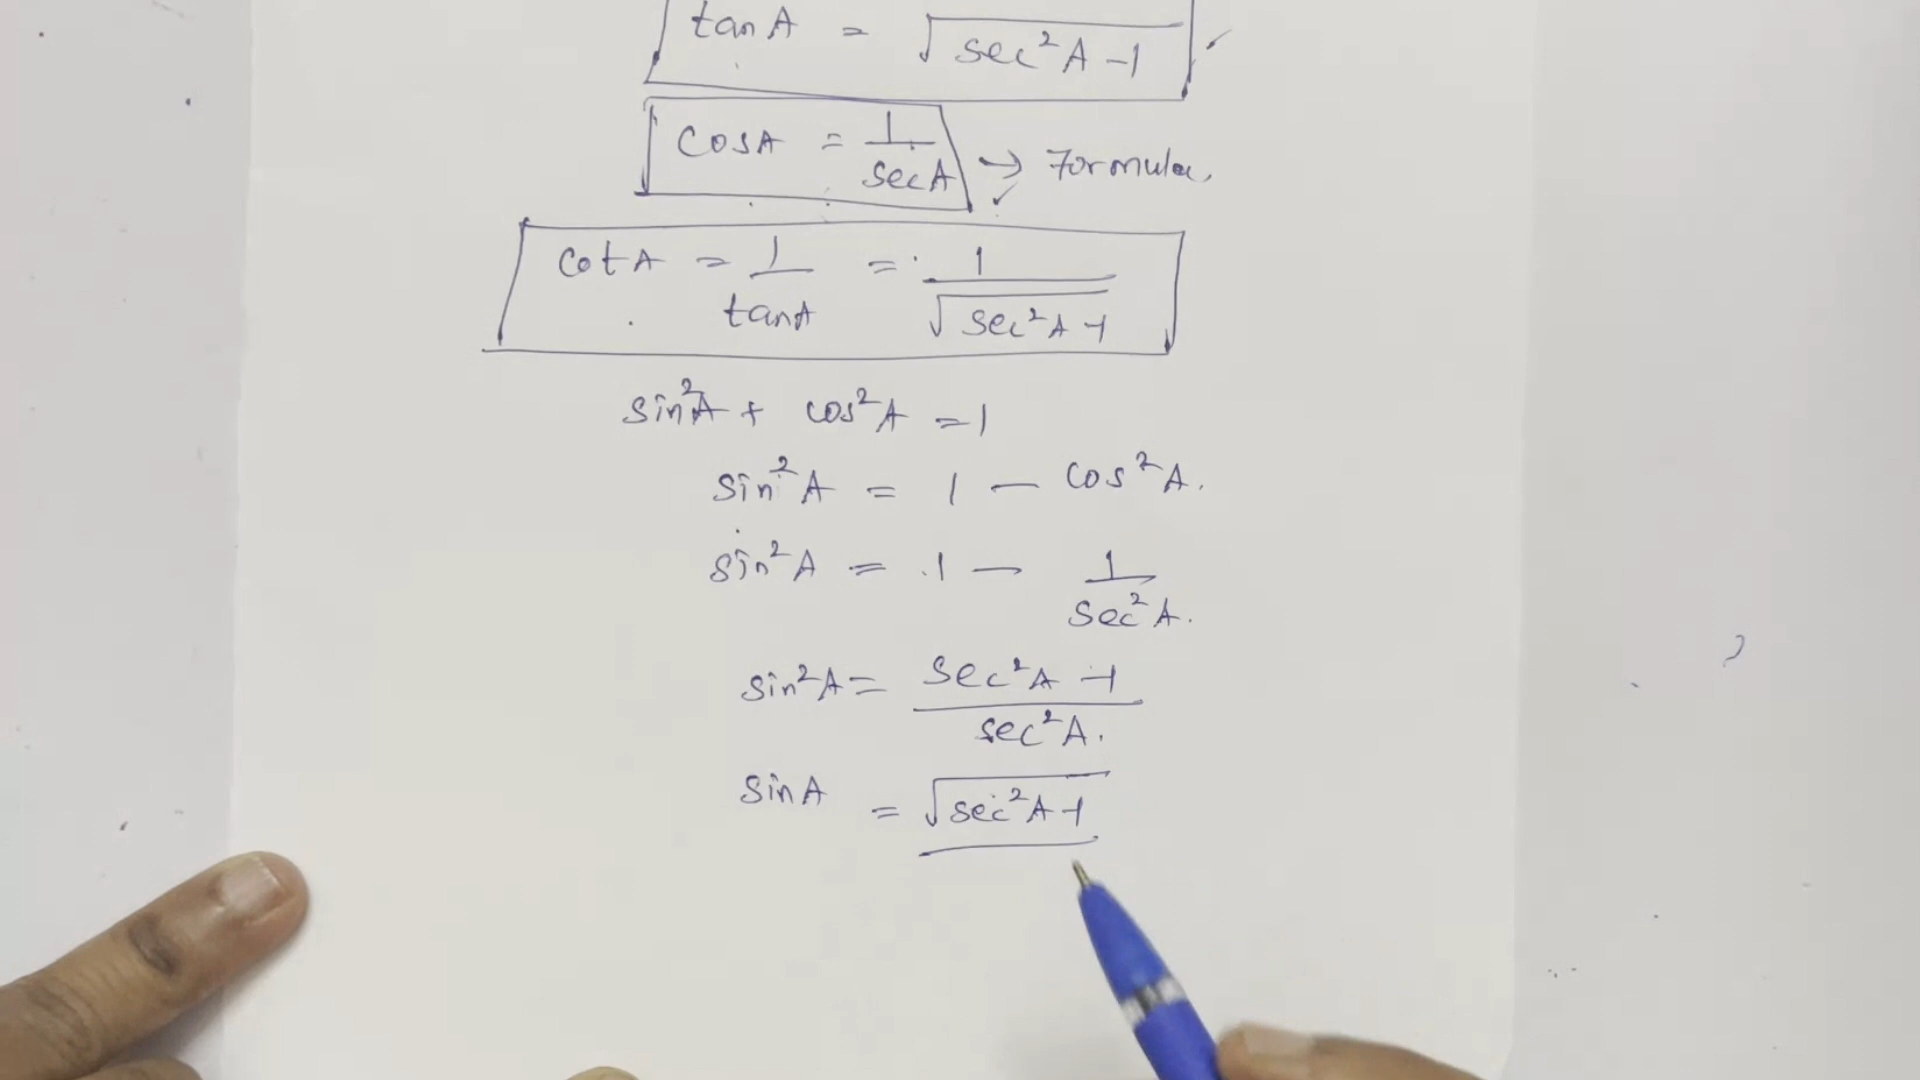 tan A = √sec²A -1
Cos A = 1/sec A → Formula,
Cot A = 1/tan A = 1/√sec²A -1
sin²A + cos²A = 1
sin²A = 1 - cos²A.
sin²A = 1 - 1/sec²A.
sin²A = sec²A -1/sec²A.
sin A = √sec²A -1